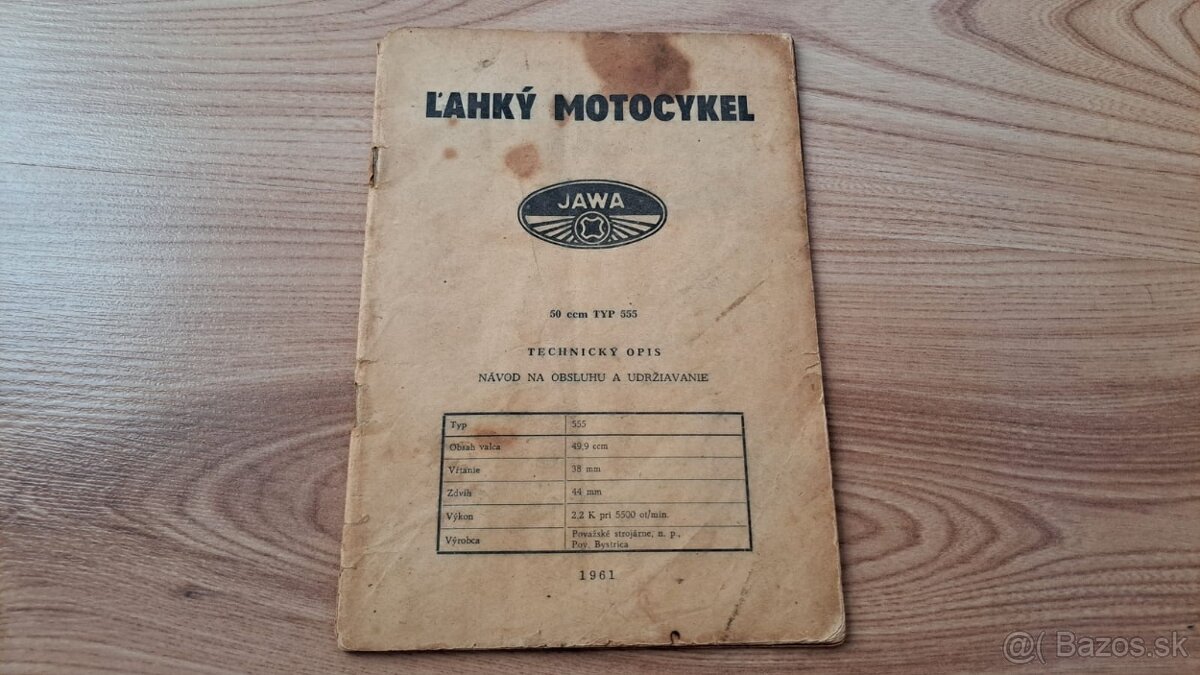 ĽAHKÝ MOTOCYKEL
JAWA
50 ccm TYP 555
TECHNICKÝ OPIS
NÁVOD NA OBSLUHU A UDRŽIAVANIE
Typ 555
Obsah valca 49,9 ccm
Vŕtanie 38 mm
Zdvih 44 mm
Výkon 2,2 K pri 5500 ot/min.
Výrobca Považské strojárne, n. p.,
Pov. Bystrica
1961
@( Bazos.sk